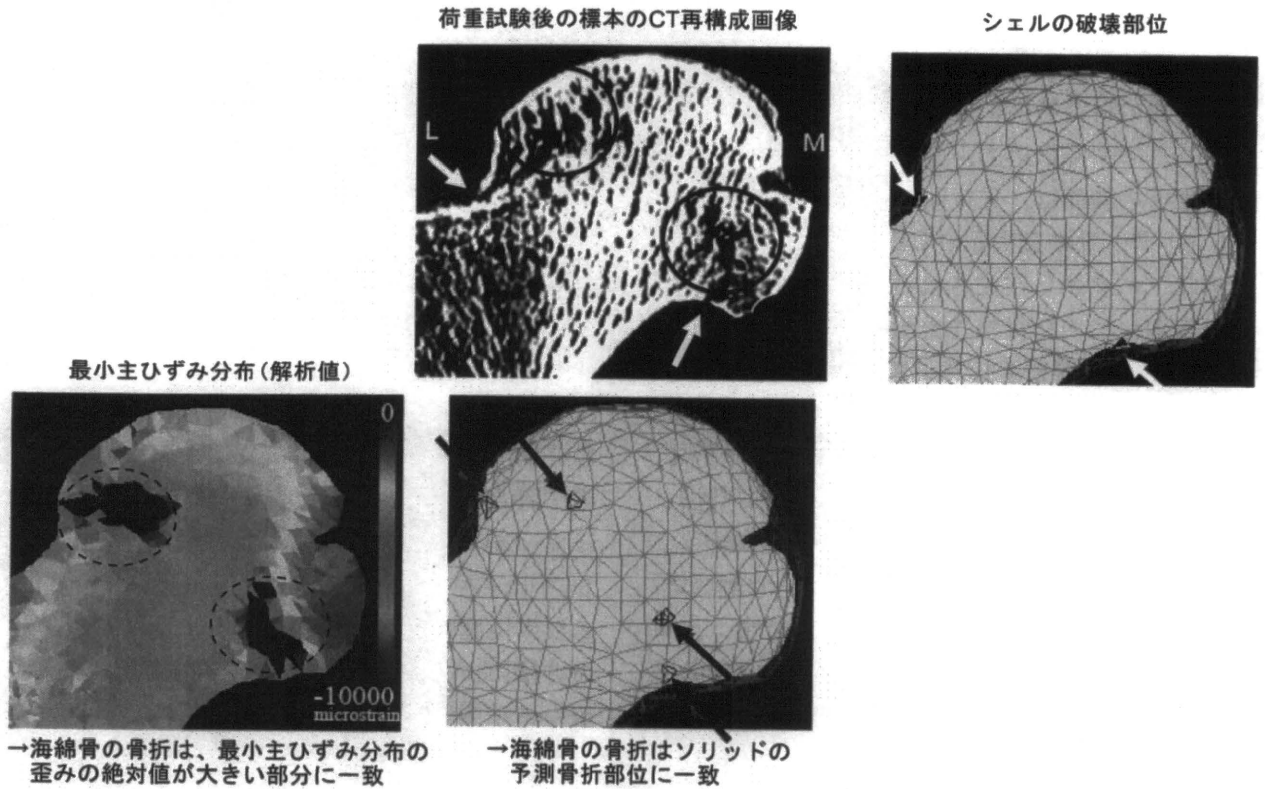 荷重試験後の標本のCT再構成画像
シェルの破壊部位
L
M
最小主ひずみ分布(解析値)
0
-10000
microstrain
→海綿骨の骨折は、最小主ひずみ分布の
歪みの絶対値が大きい部分に一致
→海綿骨の骨折はソリッドの
予測骨折部位に一致